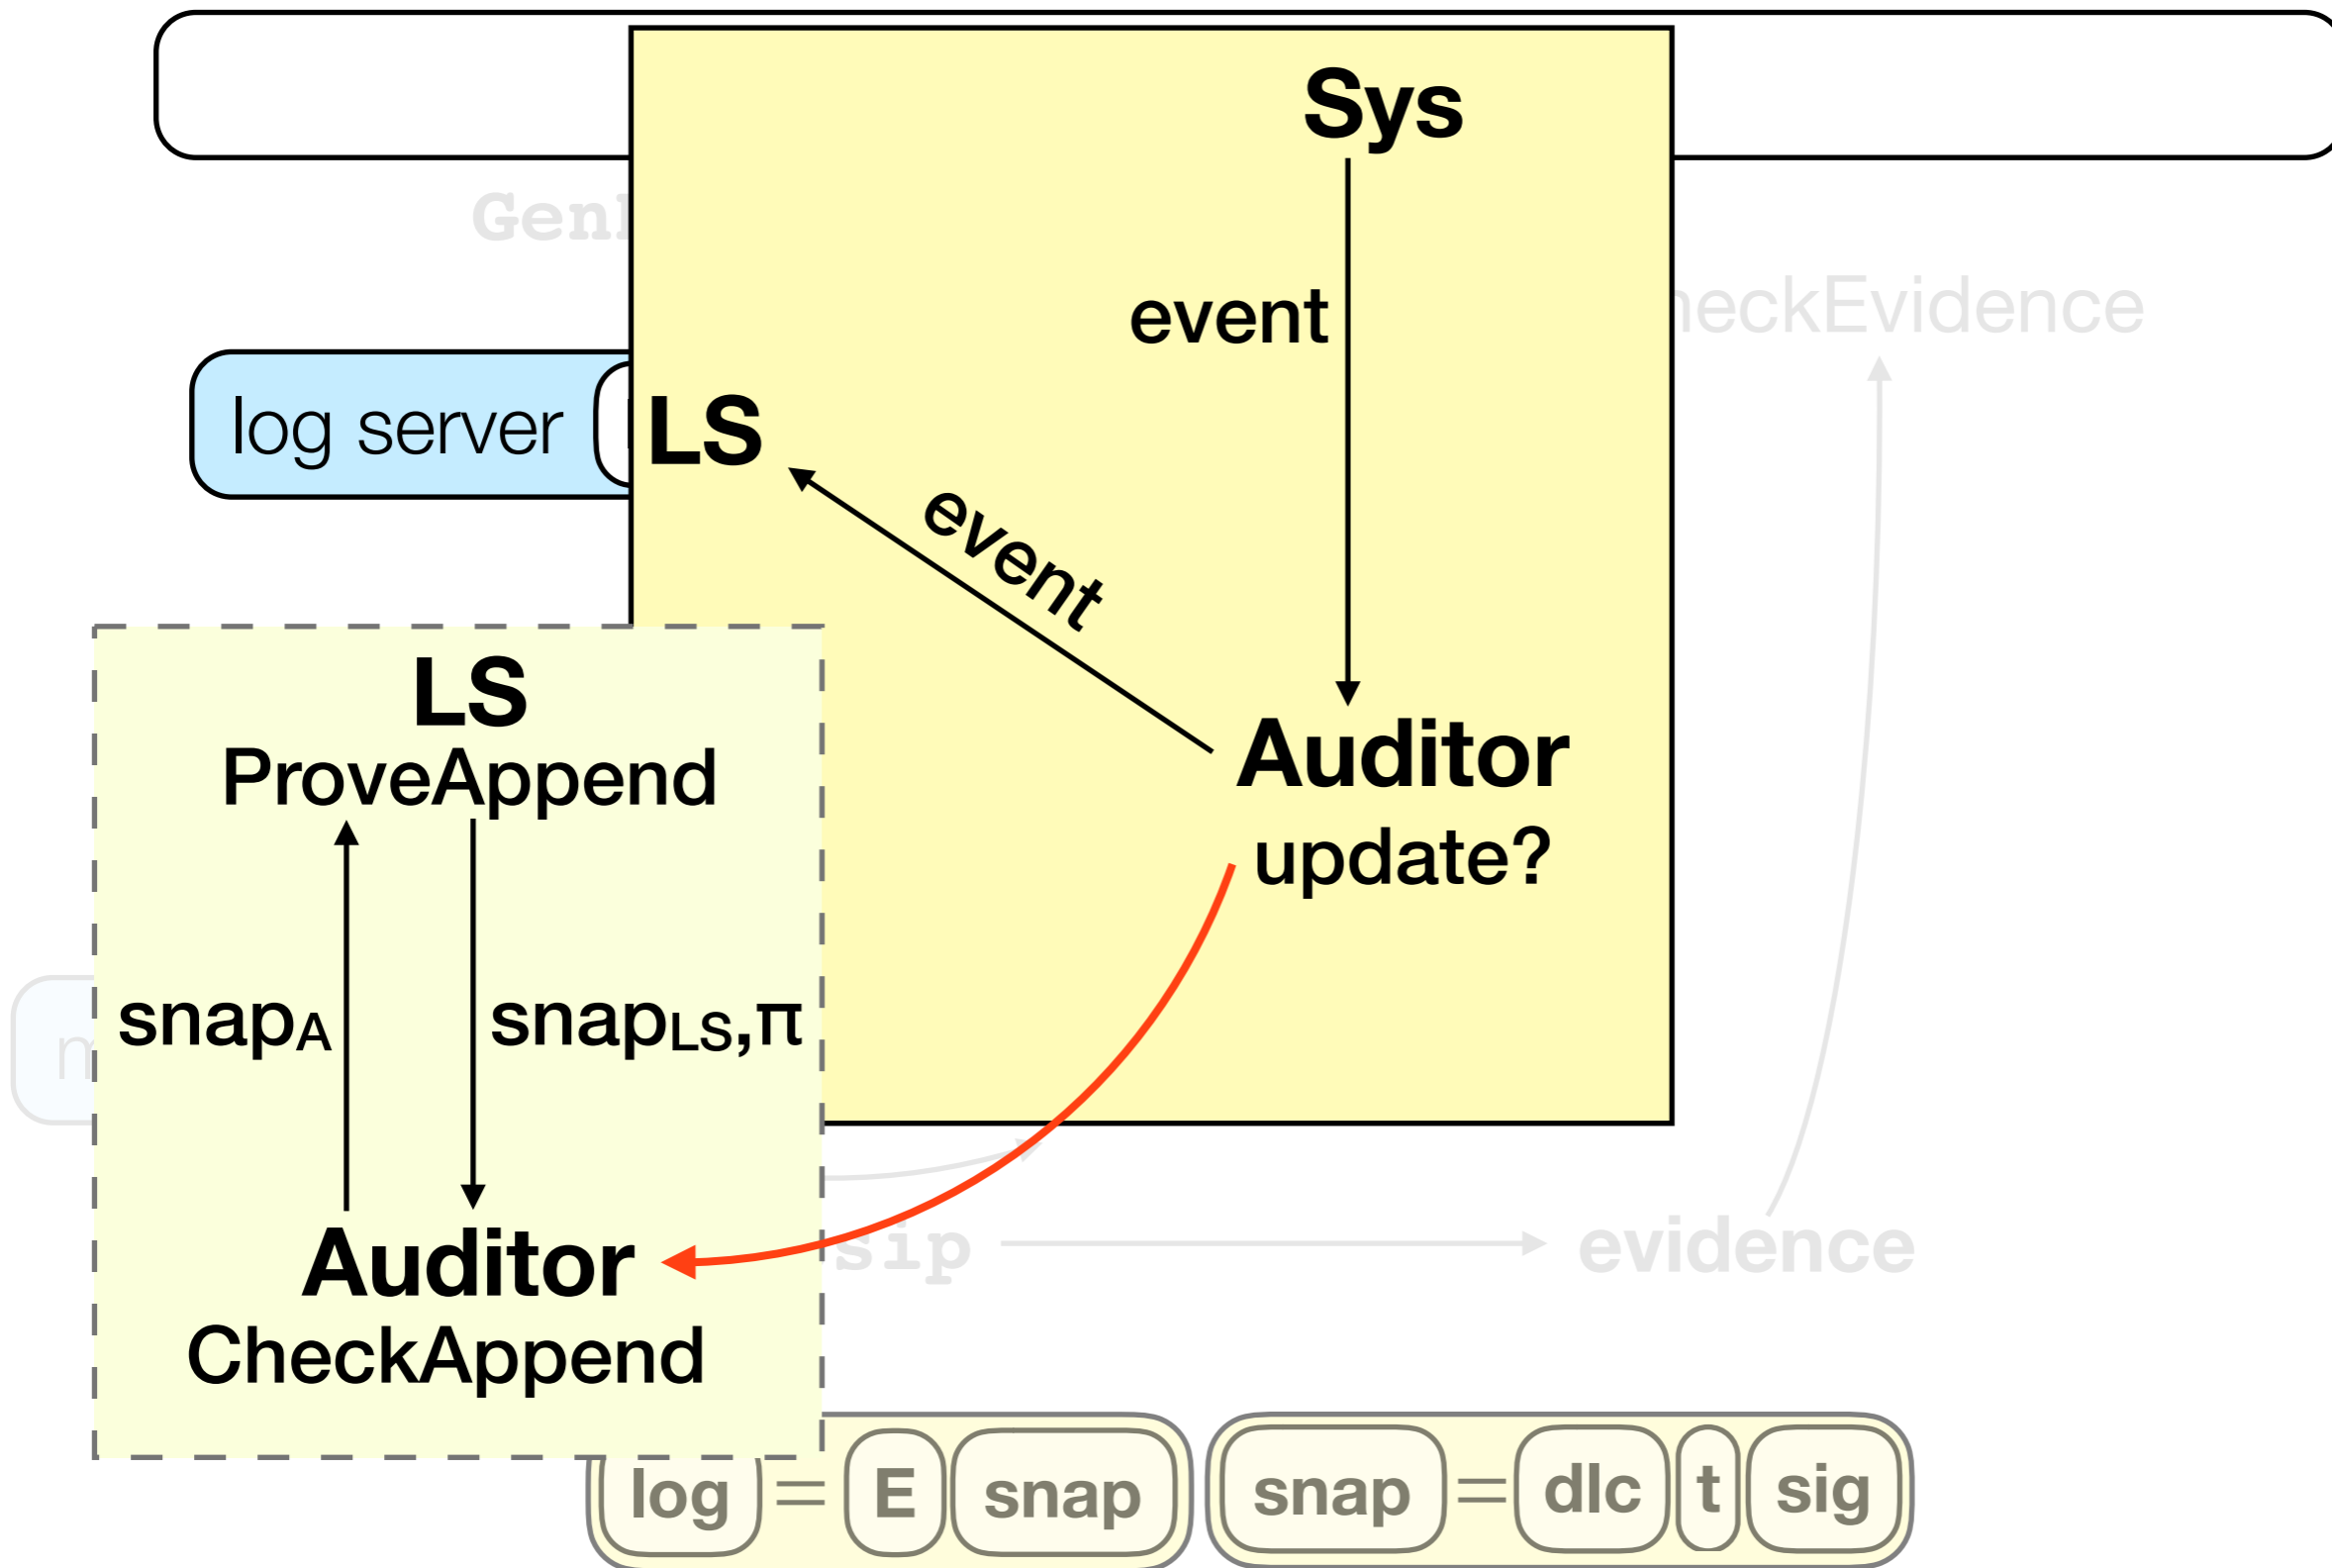 Sys
event
log server
LS
event
Auditor
update?
LS
ProveAppend
snapA
snapLS,π
Auditor
CheckAppend
evidence
log = E snap
snap = dlc t sig